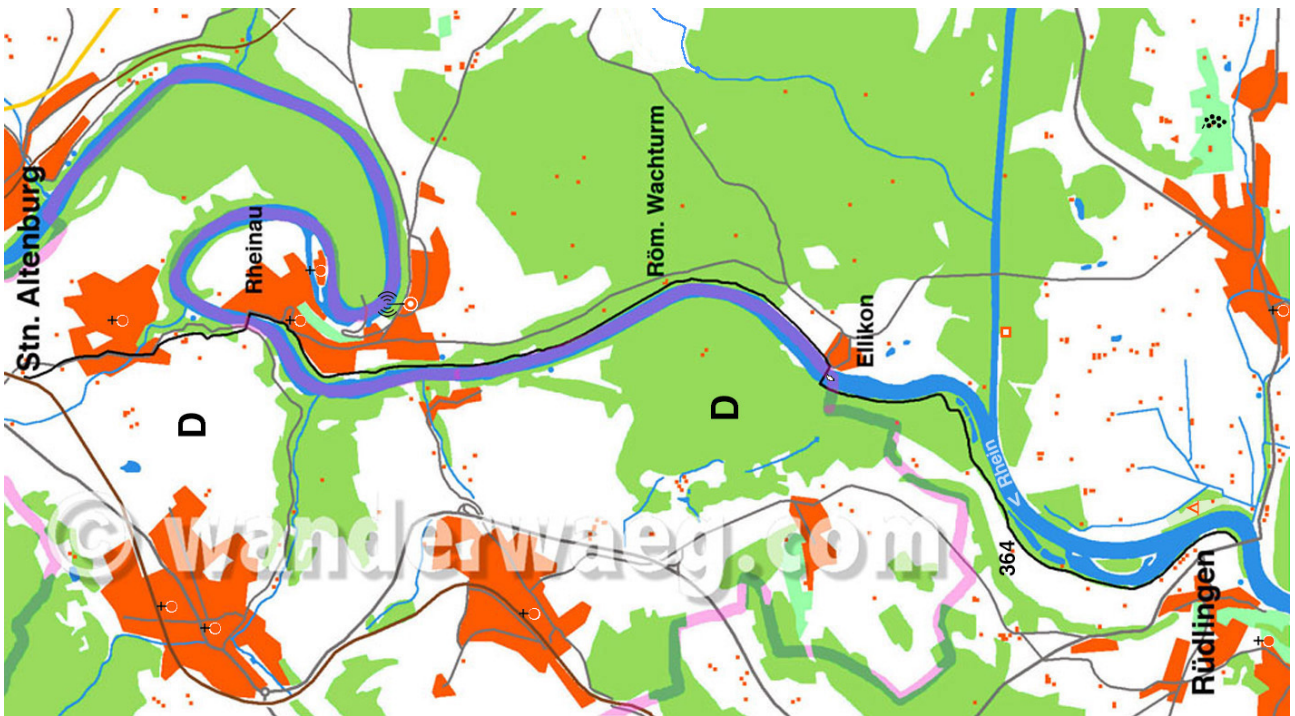 Stn. Altenburg
Rheinau
Röm. Wachturm
Ellikon
D
D
< Rhein
364
Rüdlingen
© wanderwaeg.com